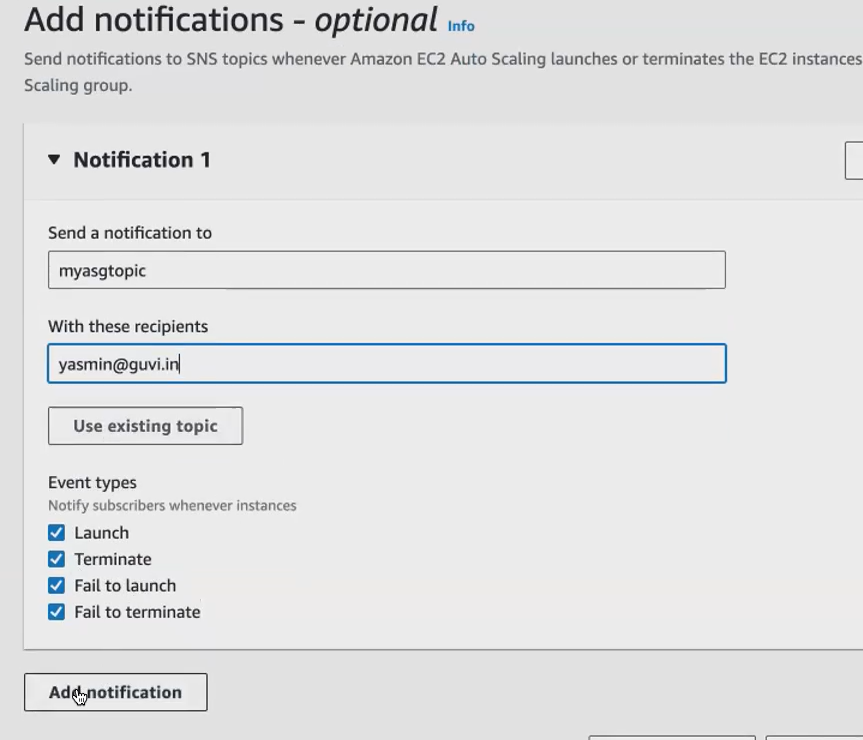 Add notifications - optional Info
Send notifications to SNS topics whenever Amazon EC2 Auto Scaling launches or terminates the EC2 instances
Scaling group.
Notification 1
Send a notification to
myasgtopic
With these recipients
yasmin@guvi.in
Use existing topic
Event types
Notify subscribers whenever instances
Launch
Terminate
Fail to launch
Fail to terminate
Add notification